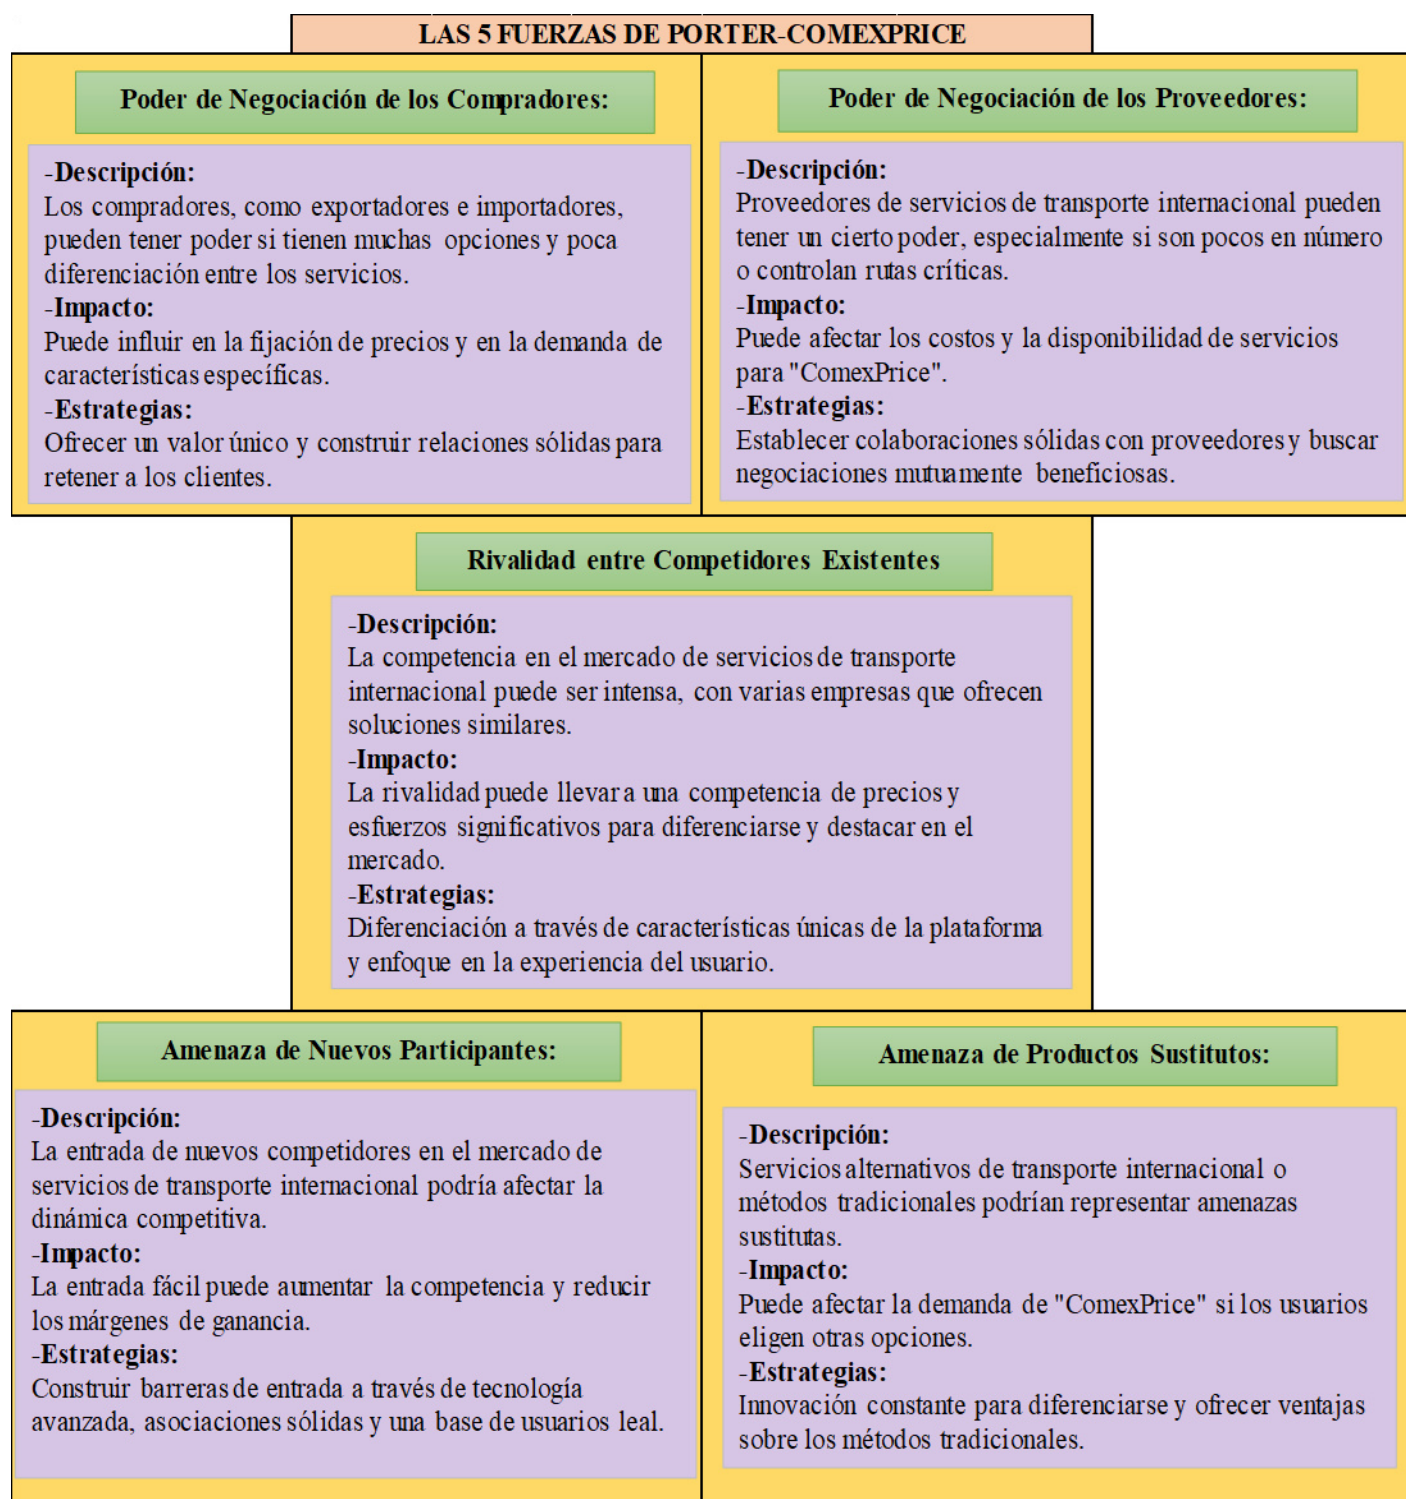 LAS 5 FUERZAS DE PORTER-COMEXPRICE
Poder de Negociación de los Compradores:
-Descripción:
Los compradores, como exportadores e importadores,
pueden tener poder si tienen muchas opciones y poca
diferenciación entre los servicios.
-Impacto:
Puede influir en la fijación de precios y en la demanda de
características específicas.
-Estrategias:
Ofrecer un valor único y construir relaciones sólidas para
retener a los clientes.
Poder de Negociación de los Proveedores:
-Descripción:
Proveedores de servicios de transporte internacional pueden
tener un cierto poder, especialmente si son pocos en número
o controlan rutas críticas.
-Impacto:
Puede afectar los costos y la disponibilidad de servicios
para "ComexPrice".
-Estrategias:
Establecer colaboraciones sólidas con proveedores y buscar
negociaciones mutuamente beneficiosas.
Rivalidad entre Competidores Existentes
-Descripción:
La competencia en el mercado de servicios de transporte
internacional puede ser intensa, con varias empresas que ofrecen
soluciones similares.
-Impacto:
La rivalidad puede llevar a una competencia de precios y
esfuerzos significativos para diferenciarse y destacar en el
mercado.
-Estrategias:
Diferenciación a través de características únicas de la plataforma
y enfoque en la experiencia del usuario.
Amenaza de Nuevos Participantes:
-Descripción:
La entrada de nuevos competidores en el mercado de
servicios de transporte internacional podría afectar la
dinámica competitiva.
-Impacto:
La entrada fácil puede aumentar la competencia y reducir
los márgenes de ganancia.
-Estrategias:
Construir barreras de entrada a través de tecnología
avanzada, asociaciones sólidas y una base de usuarios leal.
Amenaza de Productos Sustitutos:
-Descripción:
Servicios alternativos de transporte internacional o
métodos tradicionales podrían representar amenazas
sustitutas.
-Impacto:
Puede afectar la demanda de "ComexPrice" si los usuarios
eligen otras opciones.
-Estrategias:
Innovación constante para diferenciarse y ofrecer ventajas
sobre los métodos tradicionales.